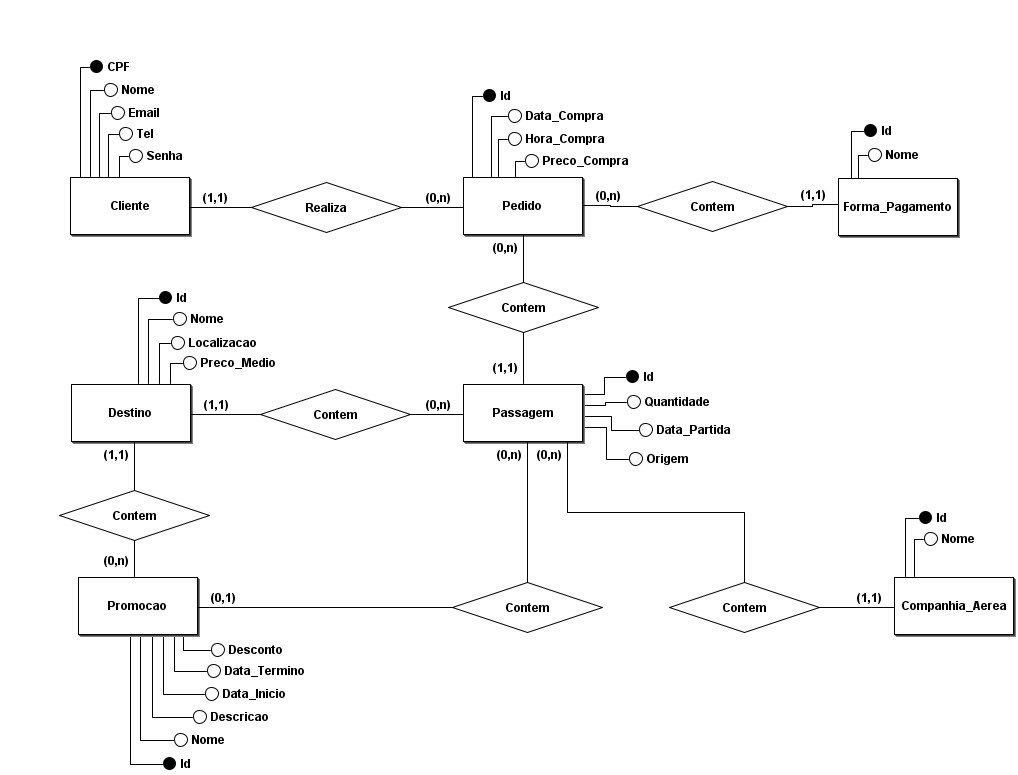 CPF
Nome
Email
Tel
Senha
Cliente
(1,1)
Realiza
(0,n)
Id
Data_Compra
Hora_Compra
Preco_Compra
Pedido
(0,n)
Contem
(1,1)
Id
Nome
Forma_Pagamento
(0,n)
Contem
(1,1)
Id
Nome
Localizacao
Preco_Medio
Destino
(1,1)
Contem
(0,n)
Passagem
Id
Quantidade
Data_Partida
Origem
(1,1)
Contem
(0,n)
(0,n)
(0,n)
Promocao
(0,1)
Contem
Contem
(1,1)
Id
Nome
Companhia_Aerea
Desconto
Data_Termino
Data_Inicio
Descricao
Nome
Id